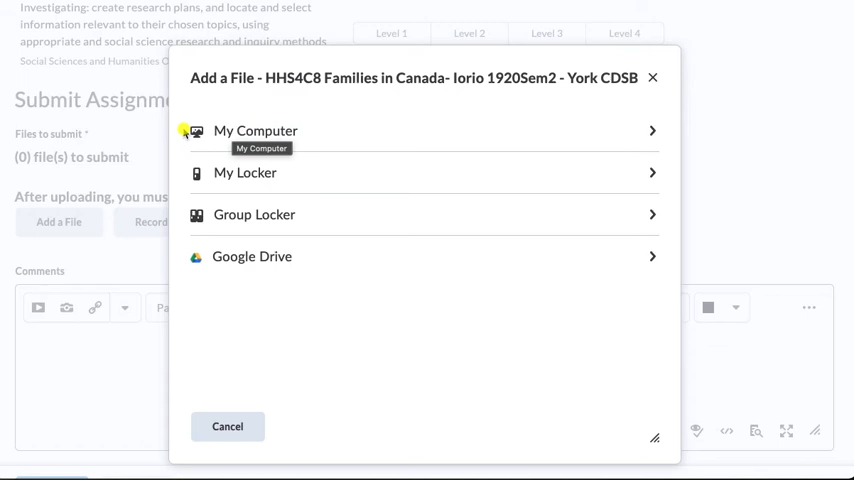 Investigating: create research plans, and locate and select
information relevant to their chosen topics, using
appropriate and social science research and inquiry methods
Level 1 Level 2 Level 3 Level 4
Social Sciences and Humanities O
Add a File - HHS4C8 Families in Canada- Iorio 1920Sem2 - York CDSB
Submit Assignme
Files to submit *
My Computer
My Computer
(0) file(s) to submit
My Locker
After uploading, you mus
Add a File Record
Group Locker
Google Drive
Comments
Pa
Cancel